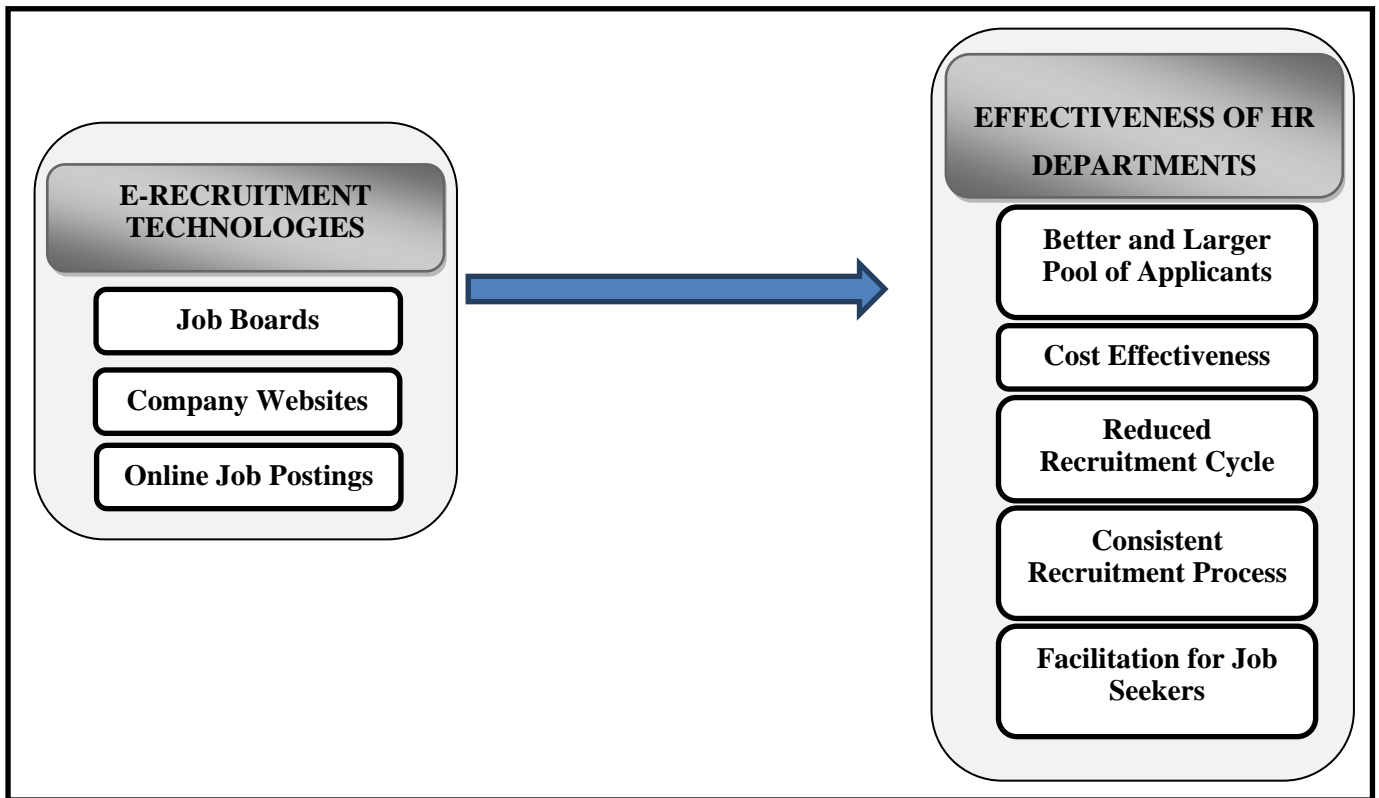 E-RECRUITMENT
TECHNOLOGIES
Job Boards
Company Websites
Online Job Postings
EFFECTIVENESS OF HR
DEPARTMENTS
Better and Larger
Pool of Applicants
Cost Effectiveness
Reduced
Recruitment Cycle
Consistent
Recruitment Process
Facilitation for Job
Seekers